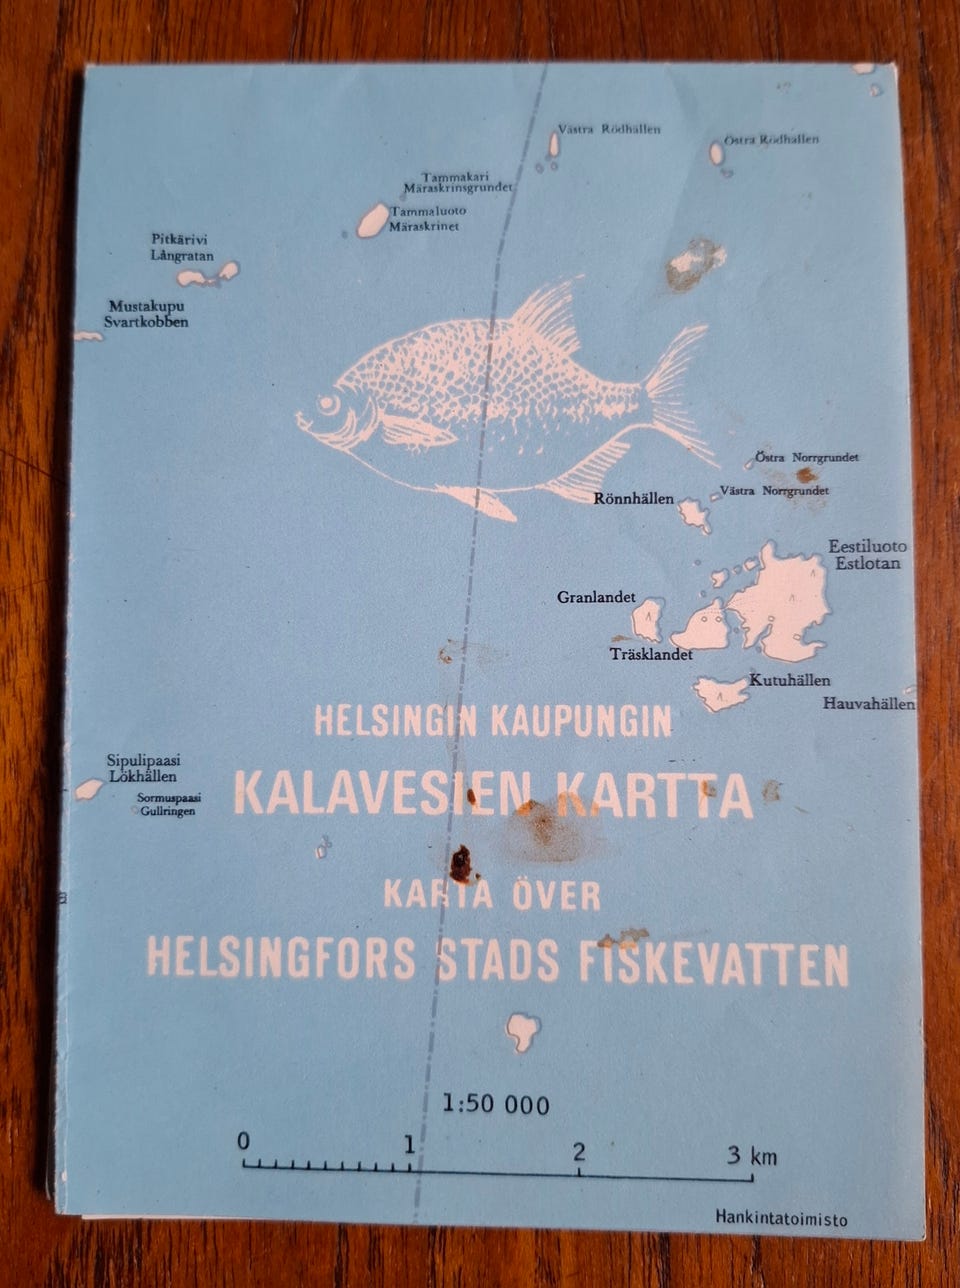 Västra Rödhällen
Östra Rödhällen
Tammakari
Märaskrinsgrundet
Tammaluoto
Märaskrinet
Pitkärivi
Långratan
Mustakupu
Svartkobben
Östra Norrgrundet
Västra Norrgrundet
Rönnhällen
Eestiluoto
Estlotan
Granlandet
Träsklandet
Kutuhällen
Hauvahällen
HELSINGIN KAUPUNGIN
Sipulipaasi
Lökhällen
Sormuspaasi
Gullringen
KALAVESIEN KARTTA
KARTA ÖVER
HELSINGFORS STADS FISKEVATTEN
1:50 000
0 1 2 3 km
Hankintatoimisto